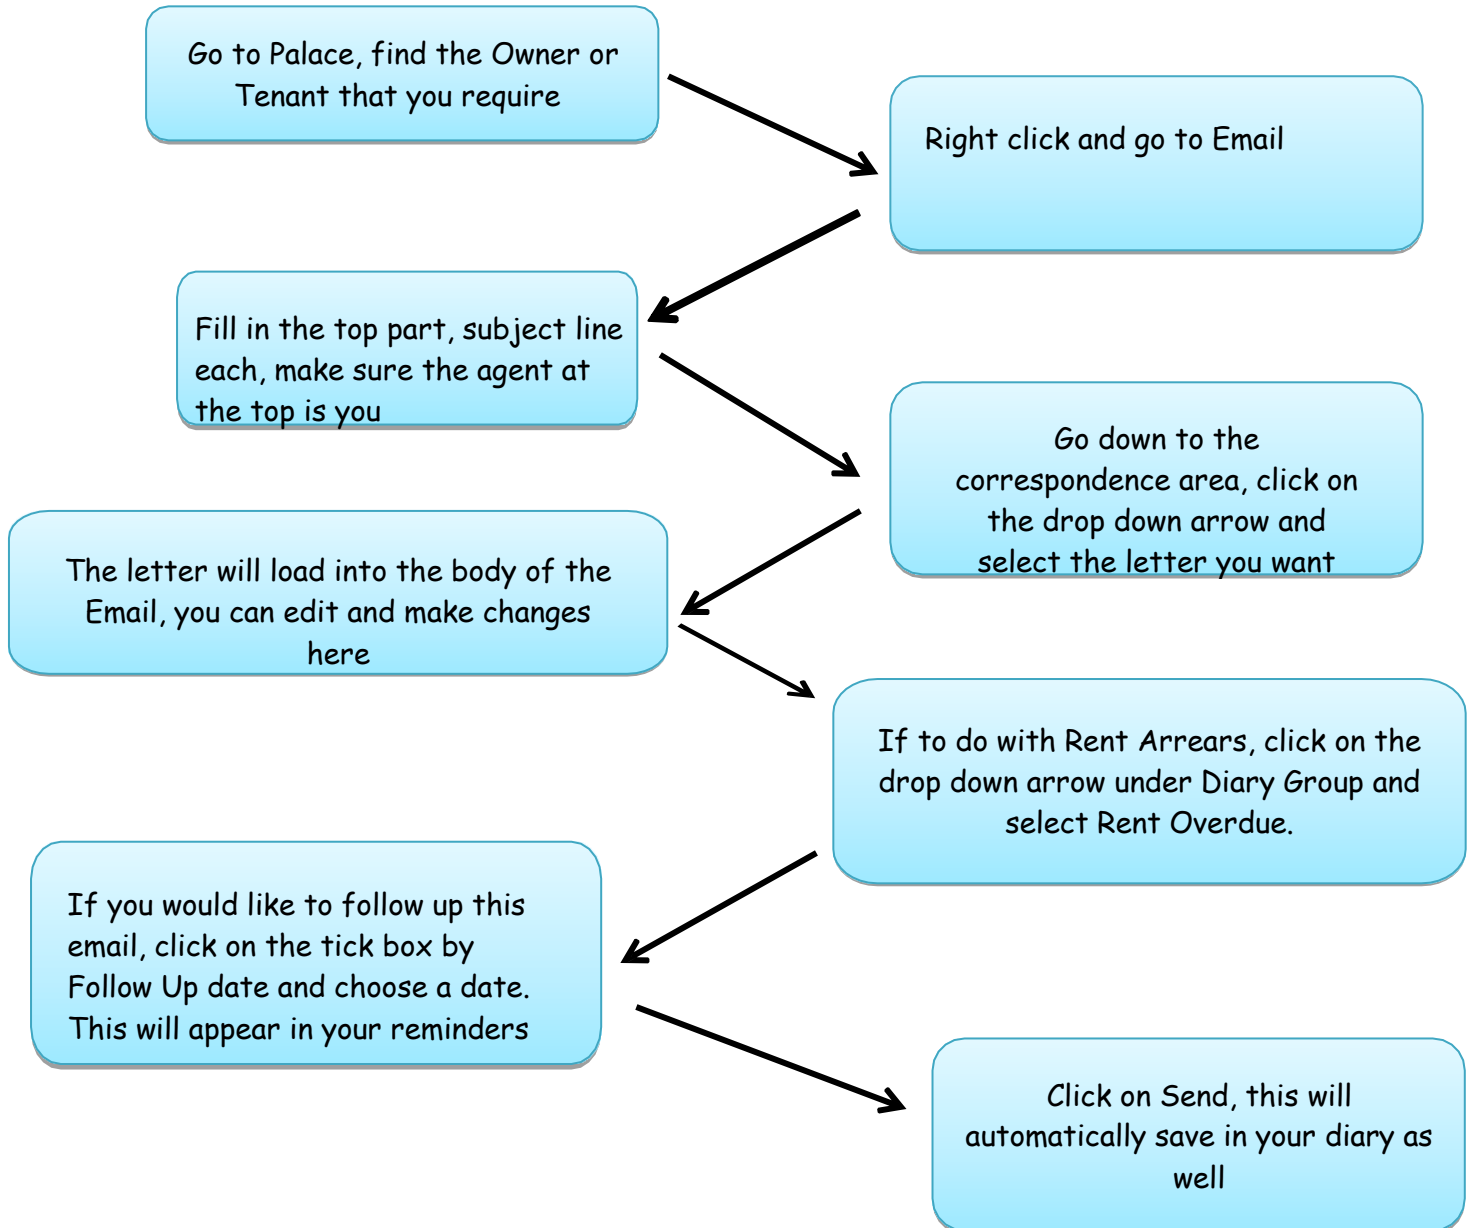 Go to Palace, find the Owner or
Tenant that you require
Right click and go to Email
Fill in the top part, subject line
each, make sure the agent at
the top is you
Go down to the
correspondence area, click on
the drop down arrow and
select the letter you want
The letter will load into the body of the
Email, you can edit and make changes
here
If to do with Rent Arrears, click on the
drop down arrow under Diary Group and
select Rent Overdue.
If you would like to follow up this
email, click on the tick box by
Follow Up date and choose a date.
This will appear in your reminders
Click on Send, this will
automatically save in your diary as
well